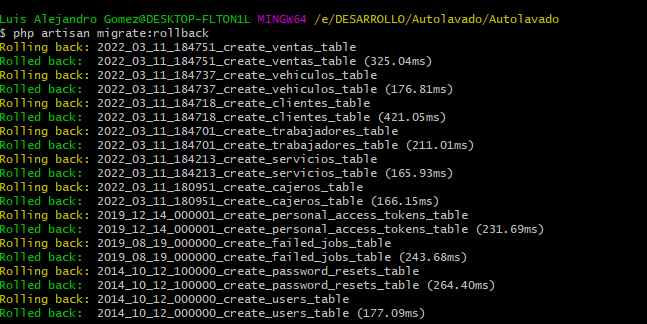 Luis Alejandro Gomez@DESKTOP-FLTON1L MINGW64 /e/DESARROLLO/Autolavado/Autolavado
$ php artisan migrate:rollback
Rolling back: 2022_03_11_184751_create_ventas_table
Rolled back:  2022_03_11_184751_create_ventas_table (325.04ms)
Rolling back: 2022_03_11_184737_create_vehiculos_table
Rolled back:  2022_03_11_184737_create_vehiculos_table (176.81ms)
Rolling back: 2022_03_11_184718_create_clientes_table
Rolled back:  2022_03_11_184718_create_clientes_table (421.05ms)
Rolling back: 2022_03_11_184701_create_trabajadores_table
Rolled back:  2022_03_11_184701_create_trabajadores_table (211.01ms)
Rolling back: 2022_03_11_184213_create_servicios_table
Rolled back:  2022_03_11_184213_create_servicios_table (165.93ms)
Rolling back: 2022_03_11_180951_create_cajeros_table
Rolled back:  2022_03_11_180951_create_cajeros_table (166.15ms)
Rolling back: 2019_12_14_000001_create_personal_access_tokens_table
Rolled back:  2019_12_14_000001_create_personal_access_tokens_table (231.69ms)
Rolling back: 2019_08_19_000000_create_failed_jobs_table
Rolled back:  2019_08_19_000000_create_failed_jobs_table (243.68ms)
Rolling back: 2014_10_12_100000_create_password_resets_table
Rolled back:  2014_10_12_100000_create_password_resets_table (264.40ms)
Rolling back: 2014_10_12_000000_create_users_table
Rolled back:  2014_10_12_000000_create_users_table (177.09ms)